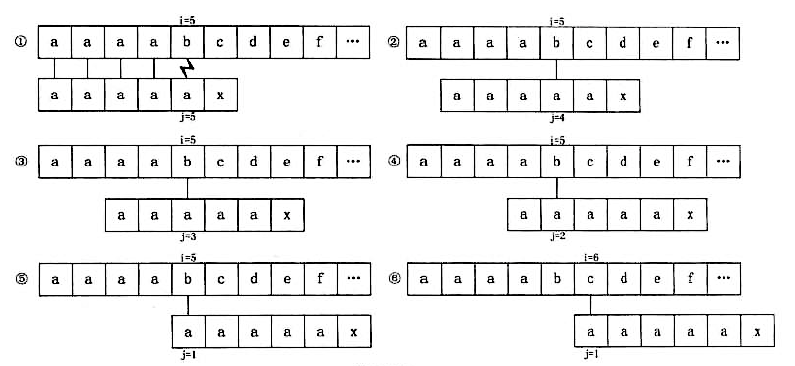 i=5
① a a a a b c d e f …
a a a a a x
j=5
i=5
② a a a a b c d e f …
a a a a a x
j=4
i=5
③ a a a a b c d e f …
a a a a a x
j=3
i=5
④ a a a a b c d e f …
a a a a a x
j=2
i=5
⑤ a a a a b c d e f …
a a a a a x
j=1
i=6
⑥ a a a a b c d e f …
a a a a a x
j=1